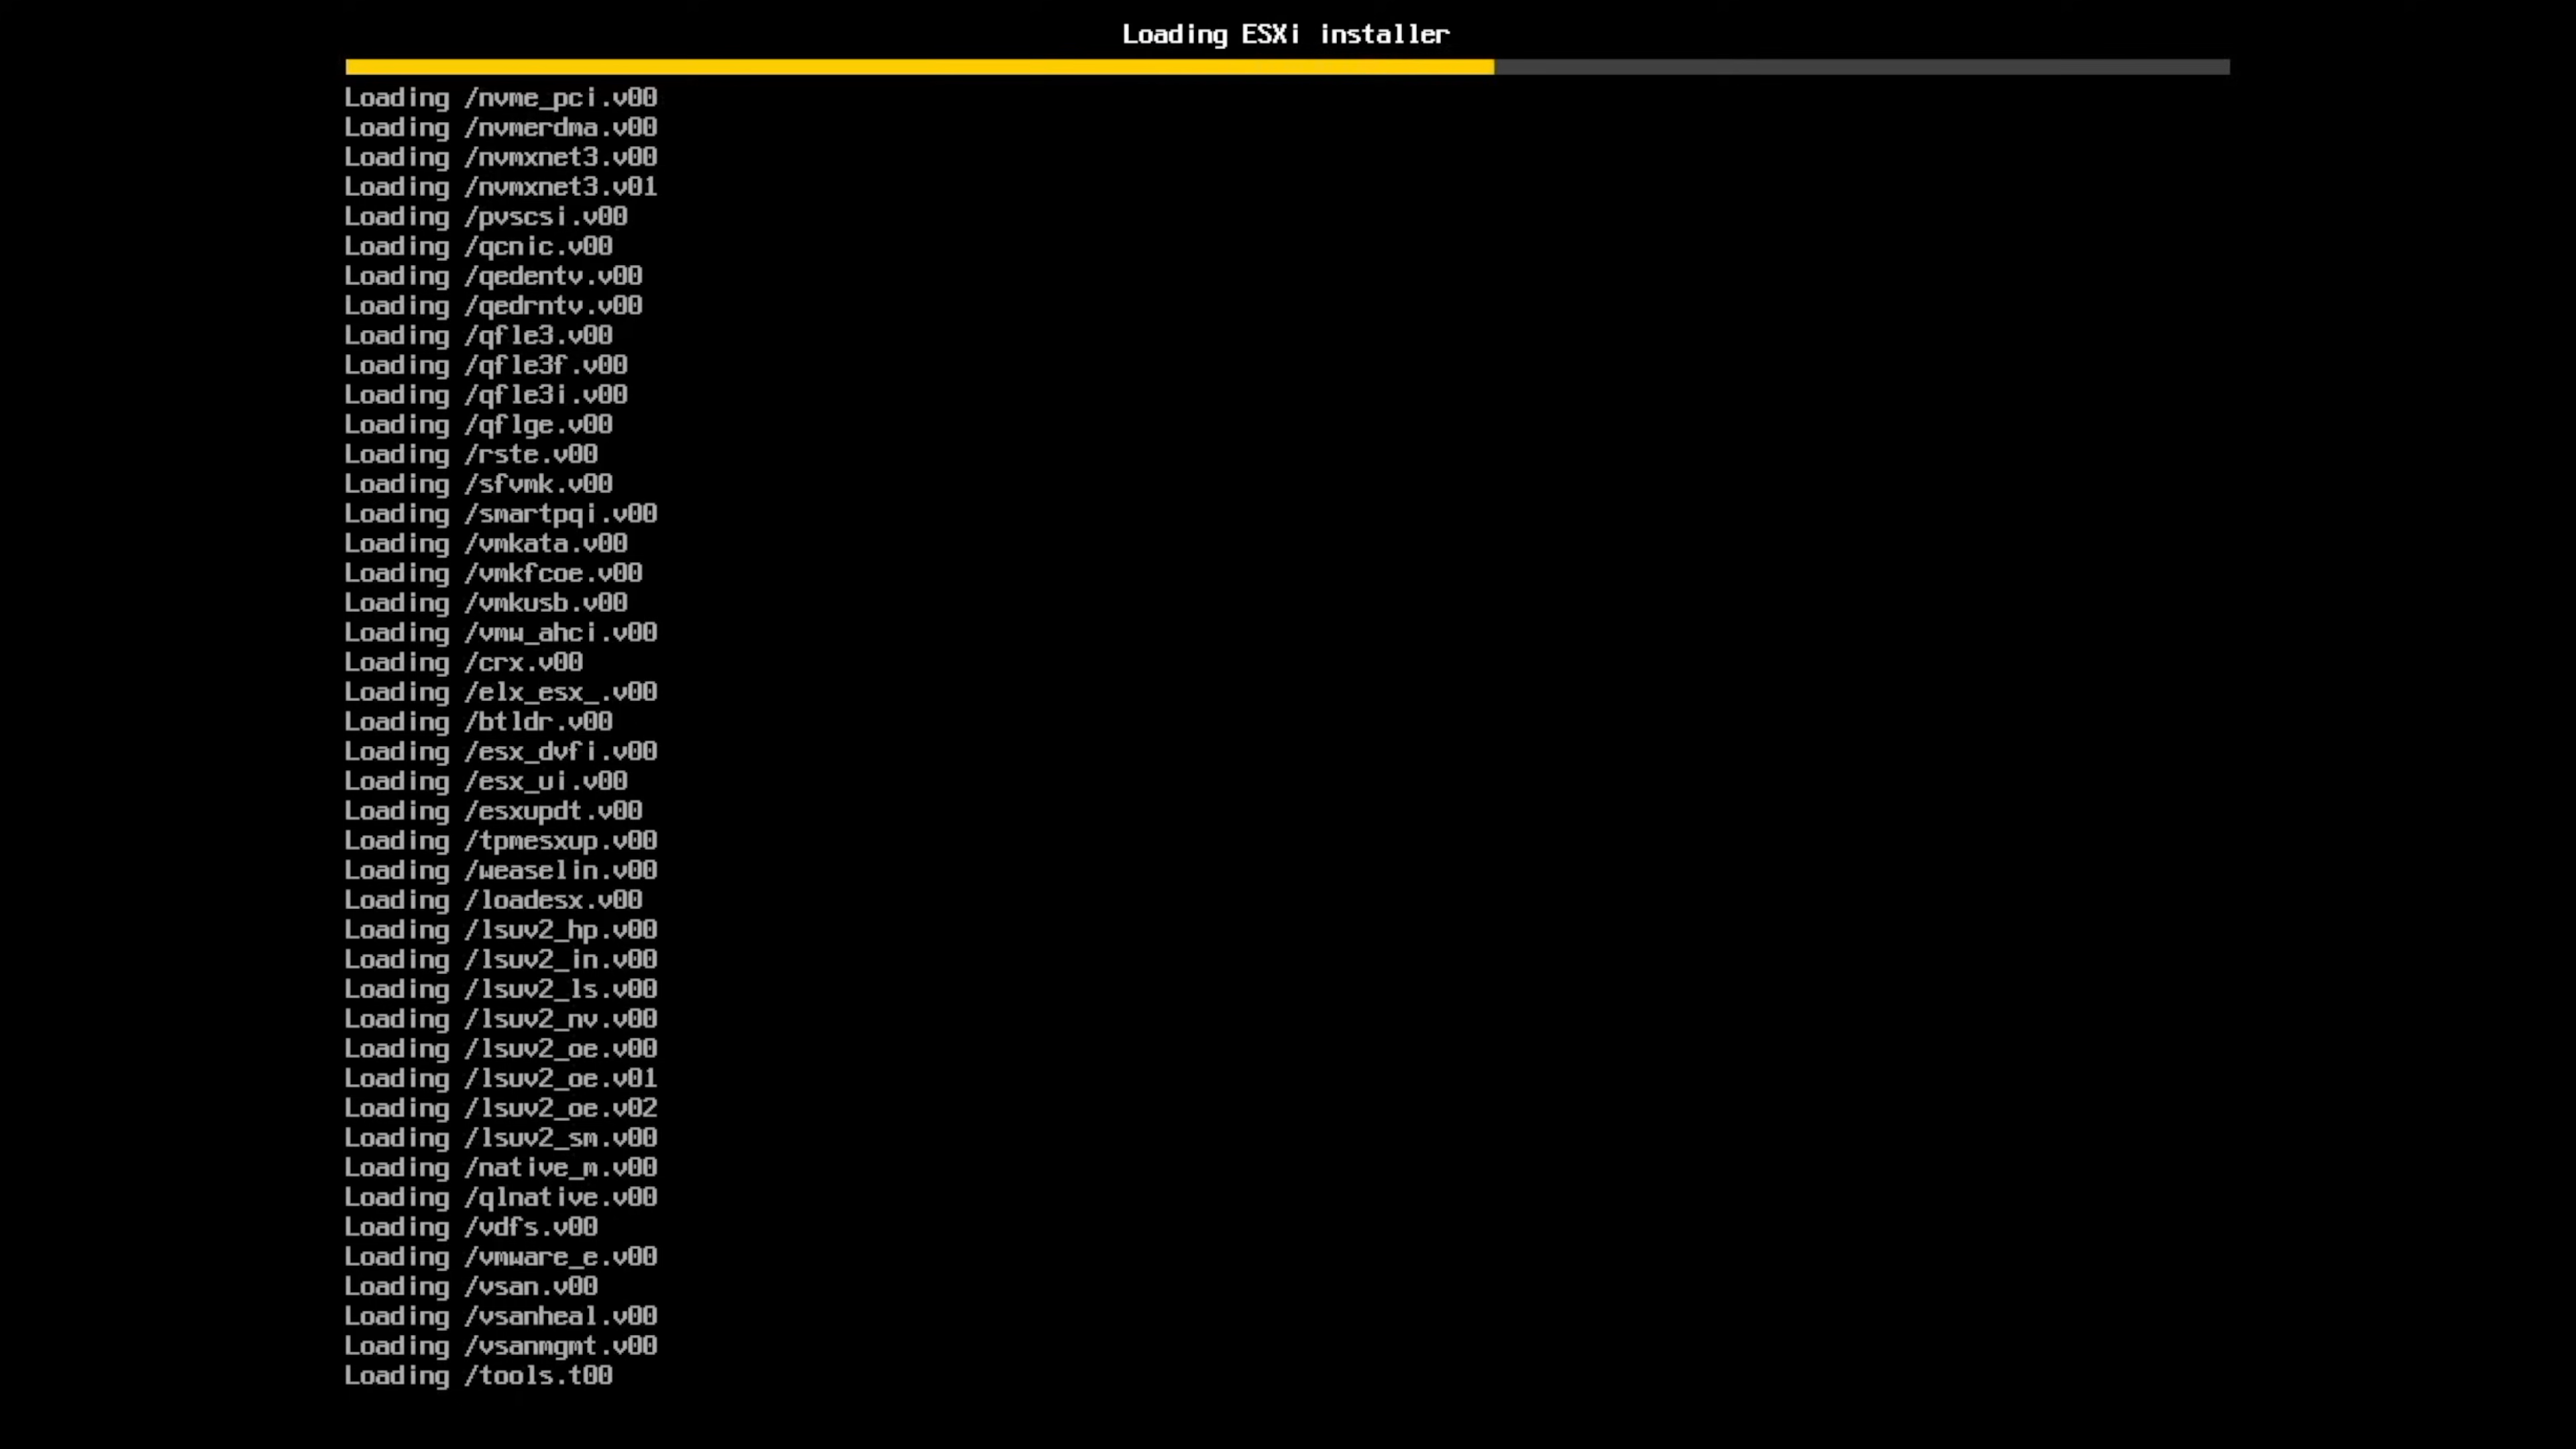 Loading ESXi installer
Loading /nvme_pci.v00
Loading /nvmerdma.v00
Loading /nvmxnet3.v00
Loading /nvmxnet3.v01
Loading /pvscsi.v00
Loading /qcnic.v00
Loading /qedentv.v00
Loading /qedrntv.v00
Loading /qfle3.v00
Loading /qfle3f.v00
Loading /qfle3i.v00
Loading /qflge.v00
Loading /rste.v00
Loading /sfvmk.v00
Loading /smartpqi.v00
Loading /vmkata.v00
Loading /vmkfcoe.v00
Loading /vmkusb.v00
Loading /vmw_ahci.v00
Loading /crx.v00
Loading /elx_esx_.v00
Loading /btldr.v00
Loading /esx_dvfi.v00
Loading /esx_ui.v00
Loading /esxupdt.v00
Loading /tpmesxup.v00
Loading /weaselin.v00
Loading /loadesx.v00
Loading /lsuv2_hp.v00
Loading /lsuv2_in.v00
Loading /lsuv2_ls.v00
Loading /lsuv2_nv.v00
Loading /lsuv2_oe.v00
Loading /lsuv2_oe.v01
Loading /lsuv2_oe.v02
Loading /lsuv2_sm.v00
Loading /native_m.v00
Loading /qlnative.v00
Loading /vdfs.v00
Loading /vmware_e.v00
Loading /vsan.v00
Loading /vsanheal.v00
Loading /vsanmgmt.v00
Loading /tools.t00